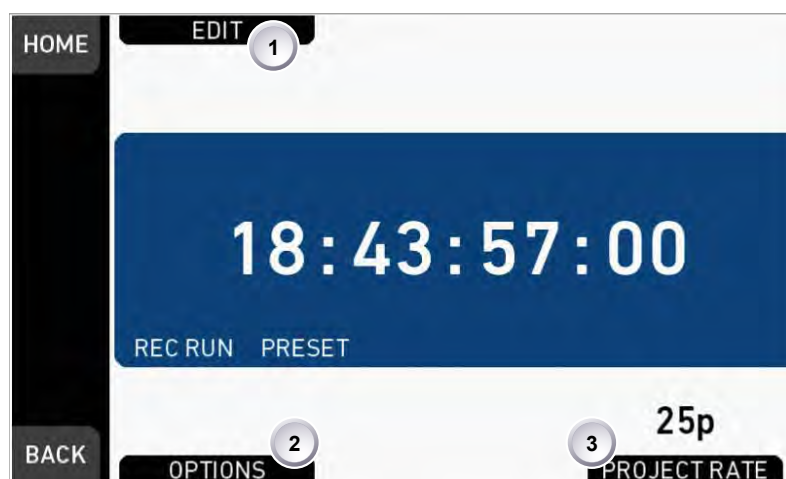 HOME
EDIT
1
18:43:57:00
REC RUN PRESET
25p
2
3
BACK
OPTIONS
PROJECT RATE